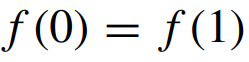 f(0) = f(1)